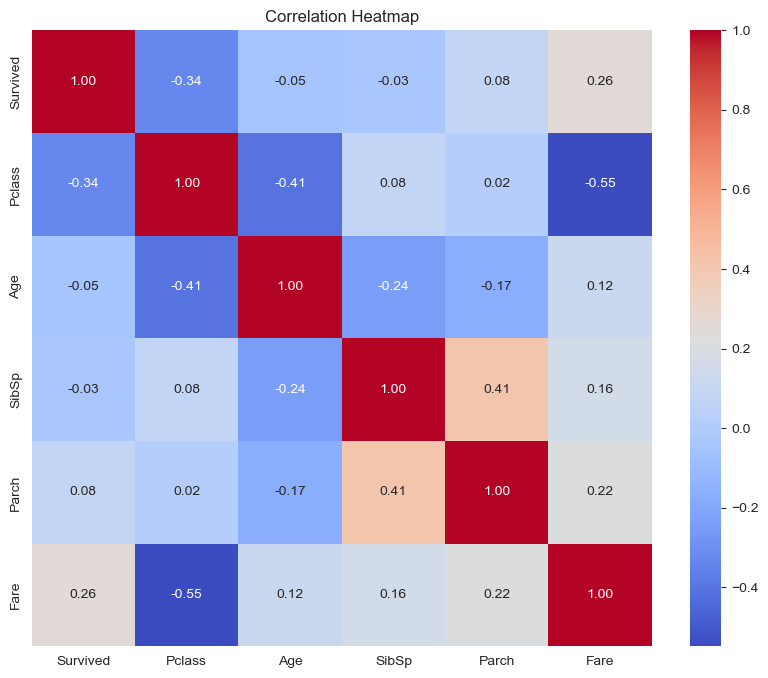 Correlation Heatmap
Survived 1.00 -0.34 -0.05 -0.03 0.08 0.26
Pclass -0.34 1.00 -0.41 0.08 0.02 -0.55
Age -0.05 -0.41 1.00 -0.24 -0.17 0.12
SibSp -0.03 0.08 -0.24 1.00 0.41 0.16
Parch 0.08 0.02 -0.17 0.41 1.00 0.22
Fare 0.26 -0.55 0.12 0.16 0.22 1.00
Survived Pclass Age SibSp Parch Fare
1.0
0.8
0.6
0.4
0.2
0.0
−0.2
−0.4